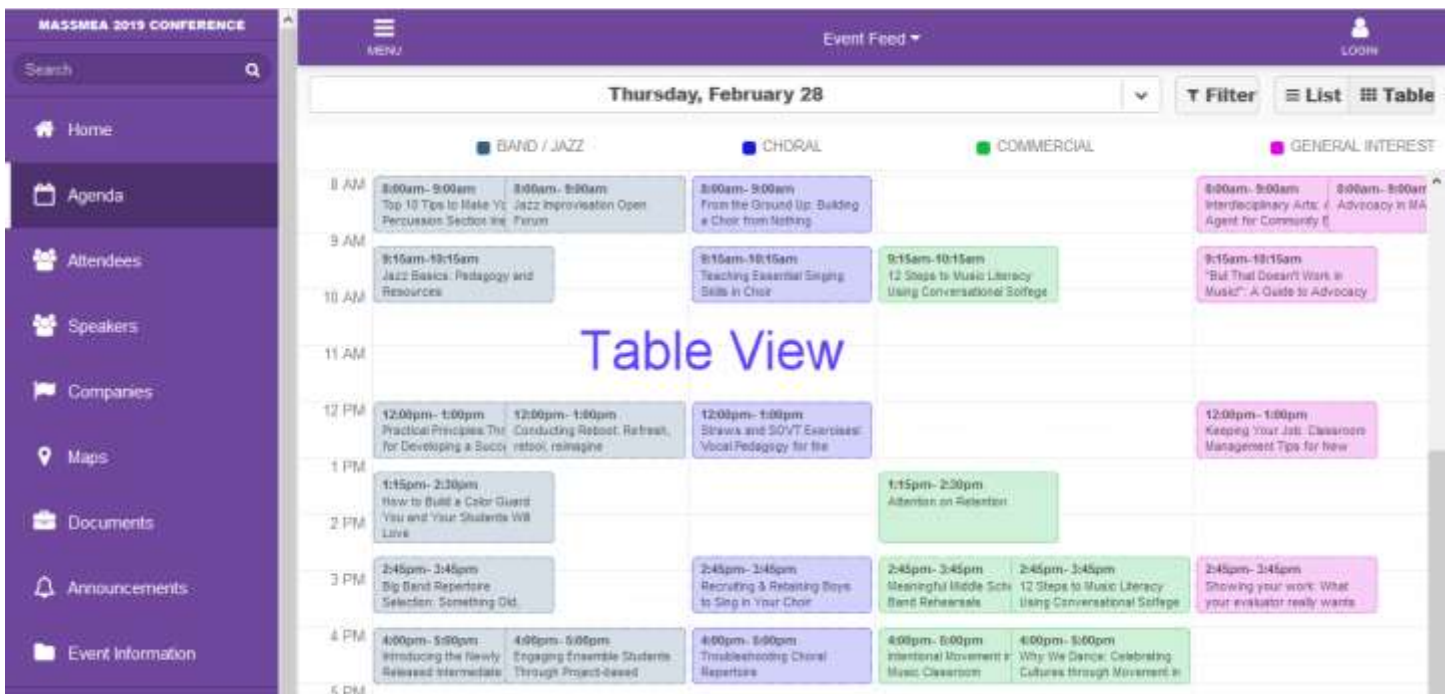 MASSMEA 2019 CONFERENCE
Search
Home
Agenda
Attendees
Speakers
Companies
Maps
Documents
Announcements
Event Information
MENU
Event Feed
LOGIN
Thursday, February 28
Filter
List
Table
BAND / JAZZ
CHORAL
COMMERCIAL
GENERAL INTEREST
8 AM
8:00am- 9:00am
Top 10 Tips to Make Yo
Percussion Section Ine
8:00am- 9:00am
Jazz Improvisation Open
Forum
8:00am- 9:00am
From the Ground Up: Building
a Choir from Nothing
8:00am- 9:00am
Interdisciplinary Arts: A
Agent for Community E
8:00am- 9:00am
Advocacy in MA
9 AM
9:15am-10:15am
Jazz Basics: Pedagogy and
Resources
9:15am-10:15am
Teaching Essential Singing
Skills in Choir
9:15am-10:15am
12 Steps to Music Literacy
Using Conversational Solfege
9:15am-10:15am
"But That Doesn't Work in
Music!": A Guide to Advocacy
10 AM
Table View
11 AM
12 PM
12:00pm- 1:00pm
Practical Principles Thr
for Developing a Succe
12:00pm- 1:00pm
Conducting Reboot: Refresh,
retool, reimagine
12:00pm- 1:00pm
Straws and SOVT Exercises:
Vocal Pedagogy for the
12:00pm- 1:00pm
Keeping Your Job: Classroom
Management Tips for New
1 PM
1:15pm- 2:30pm
How to Build a Color Guard
You and Your Students Will
Love
1:15pm- 2:30pm
Attention on Retention
2 PM
2:45pm- 3:45pm
Big Band Repertoire
Selection: Something Old,
2:45pm- 3:45pm
Recruiting & Retaining Boys
to Sing in Your Choir
2:45pm- 3:45pm
Meaningful Middle Scho
Band Rehearsals
2:45pm- 3:45pm
12 Steps to Music Literacy
Using Conversational Solfege
2:45pm- 3:45pm
Showing your work: What
your evaluator really wants
3 PM
4 PM
4:00pm- 5:00pm
Introducing the Newly
Released Intermediate
4:00pm- 5:00pm
Engaging Ensemble Students
Through Project-based
4:00pm- 5:00pm
Troubleshooting Choral
Repertoire
4:00pm- 5:00pm
Intentional Movement in
Music Classroom
4:00pm- 5:00pm
Why We Dance: Celebrating
Cultures through Movement in
5 PM